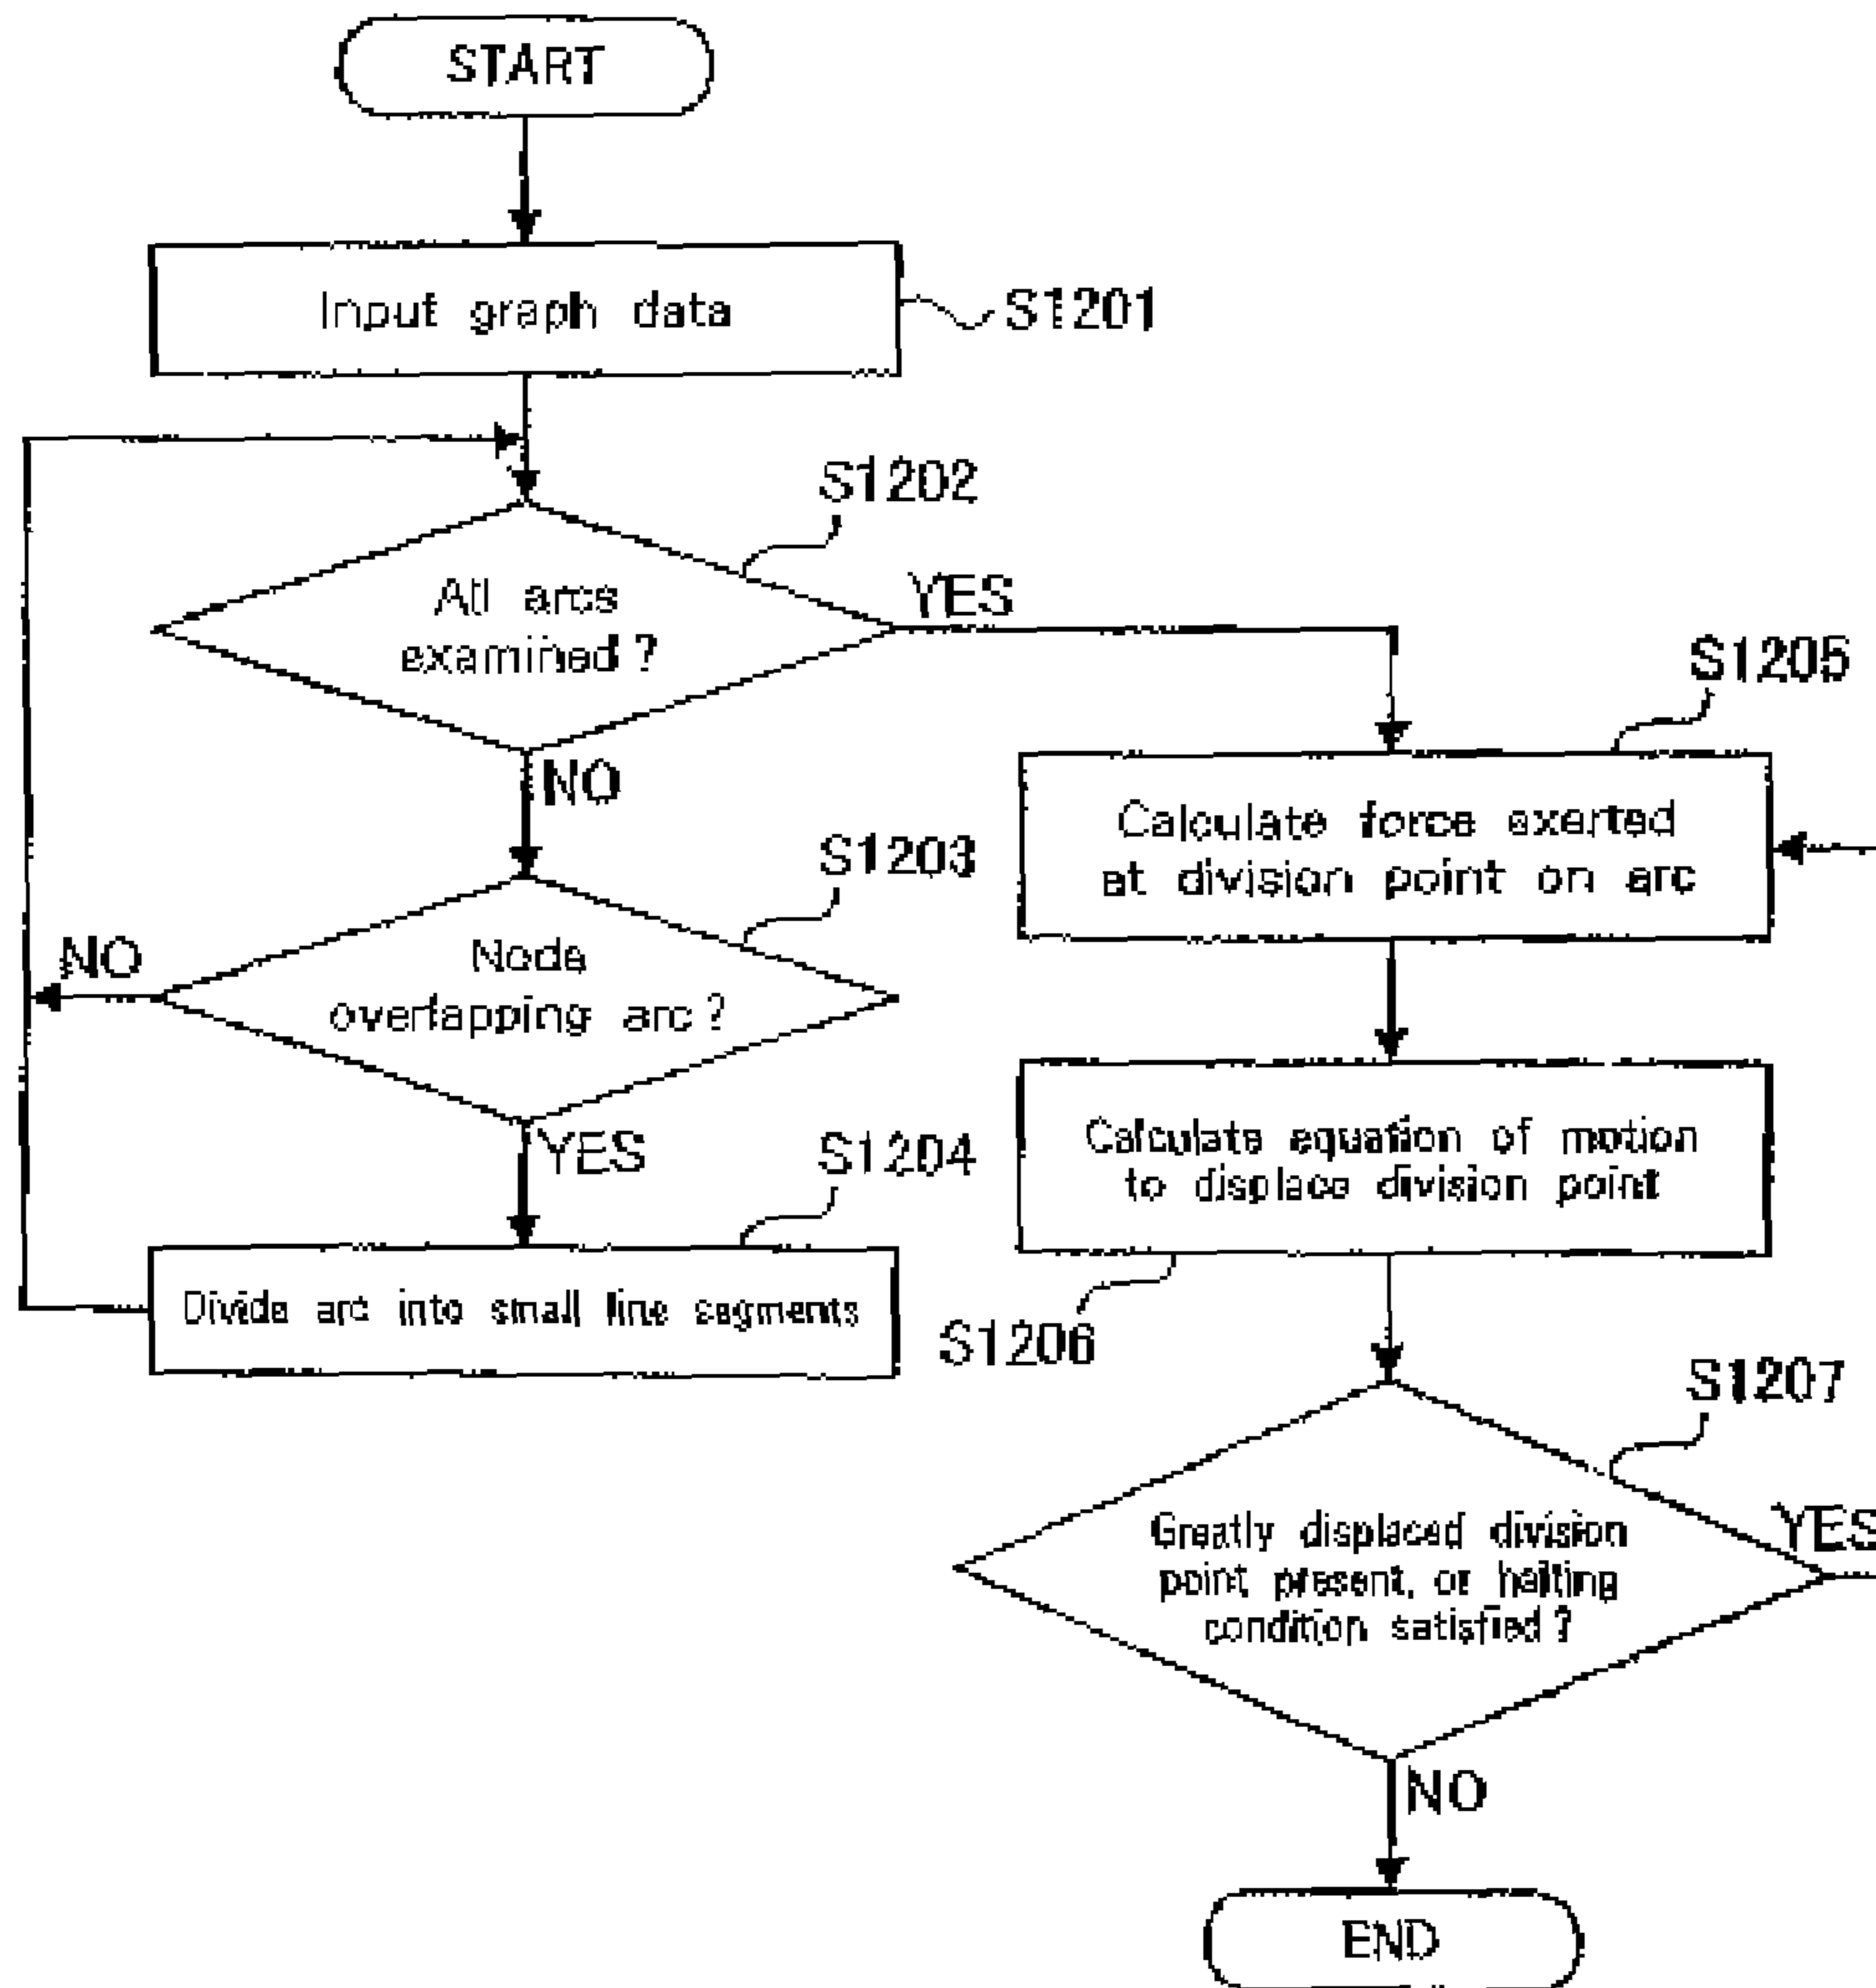 START
Input graph data
S1201
S1202
All arcs
examined?
YES
NO
S1203
Node
overlapping arc?
NO
YES
S1204
Divide arc into small line segments
S1205
Calculate force exerted
at division point on arc
Calculate equation of motion
to displace division point
S1206
S1207
Greatly displaced division
point present, or halting
condition satisfied?
YES
NO
END